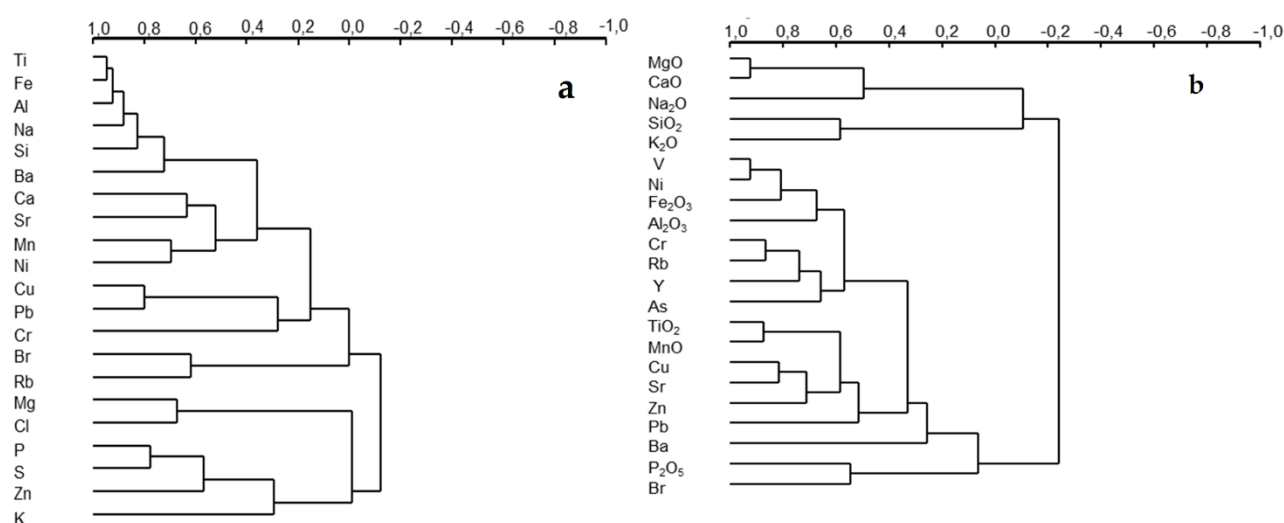 1,0 0,8 0,6 0,4 0,2 0,0 -0,2 -0,4 -0,6 -0,8 -1,0
a
Ti
Fe
Al
Na
Si
Ba
Ca
Sr
Mn
Ni
Cu
Pb
Cr
Br
Rb
Mg
Cl
P
S
Zn
K
1,0 0,8 0,6 0,4 0,2 0,0 -0,2 -0,4 -0,6 -0,8 -1,0
b
MgO
CaO
Na₂O
SiO₂
K₂O
V
Ni
Fe₂O₃
Al₂O₃
Cr
Rb
Y
As
TiO₂
MnO
Cu
Sr
Zn
Pb
Ba
P₂O₅
Br